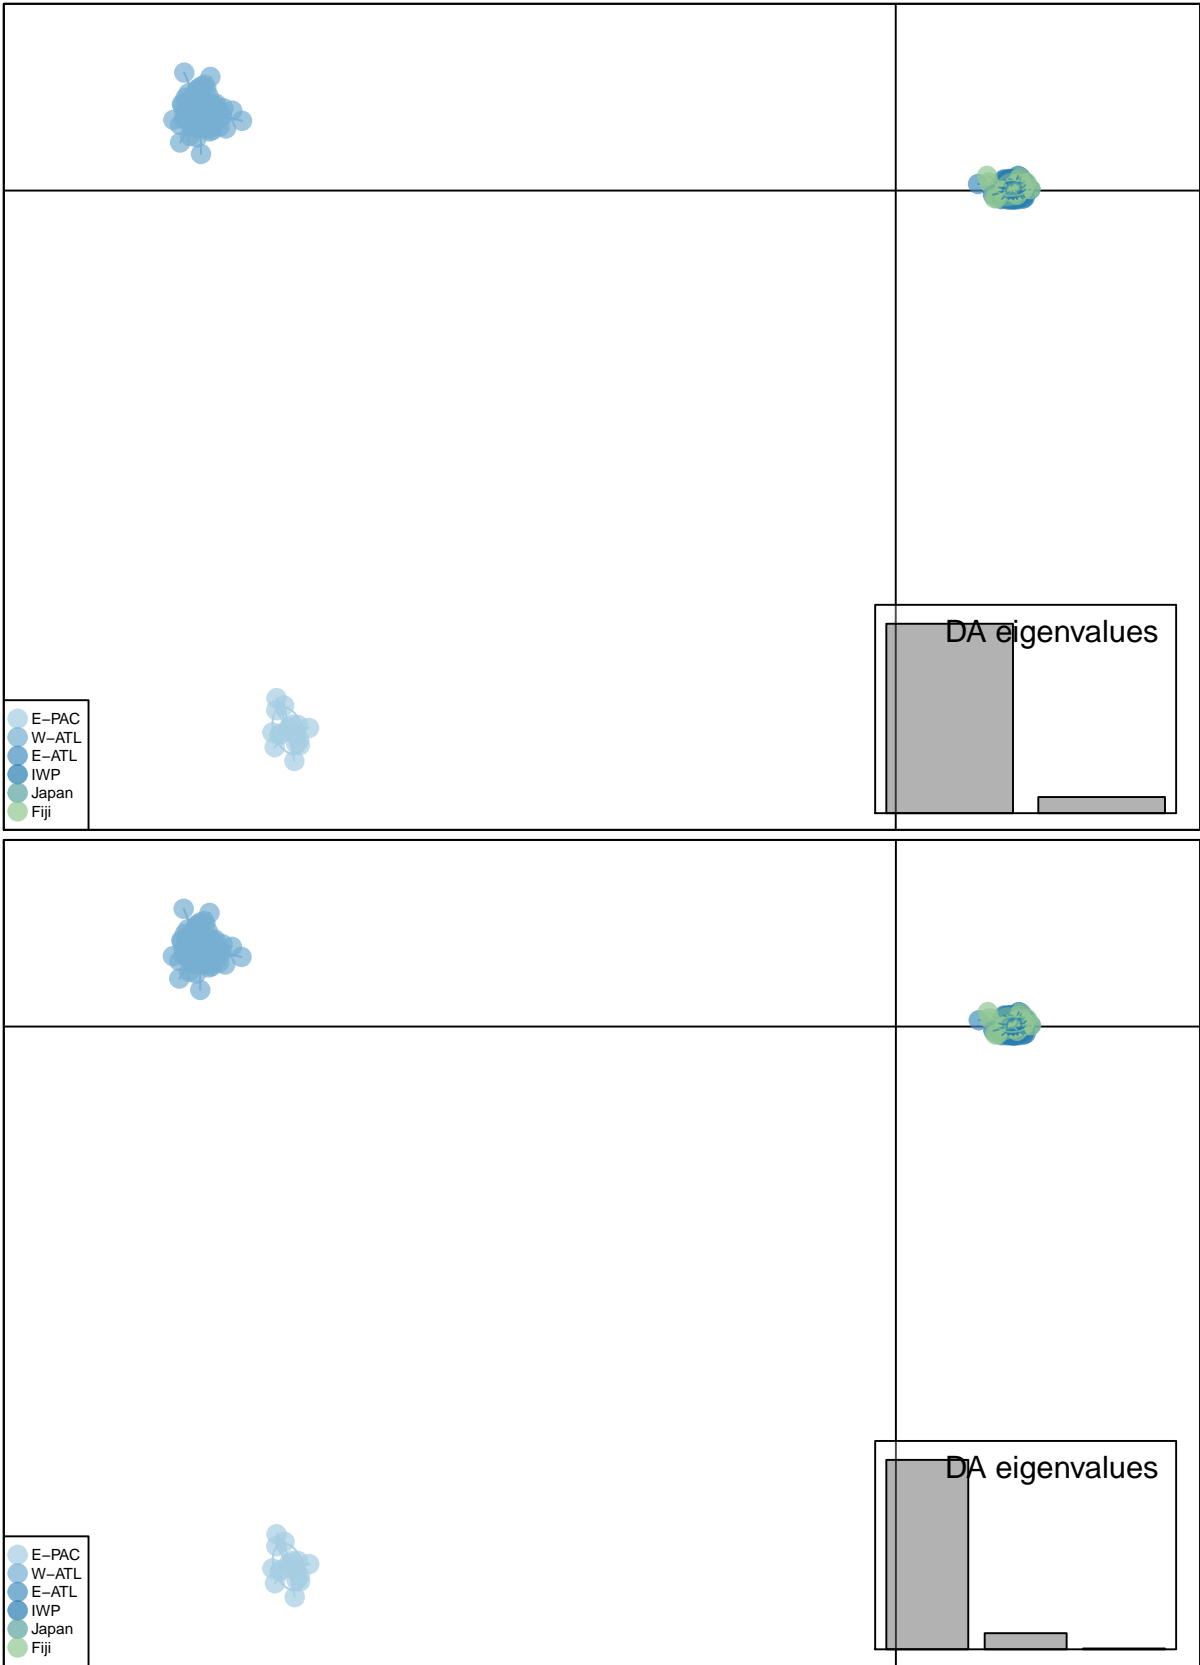 DA eigenvalues
E−PAC
W−ATL
E−ATL
IWP
Japan
Fiji
DA eigenvalues
E−PAC
W−ATL
E−ATL
IWP
Japan
Fiji